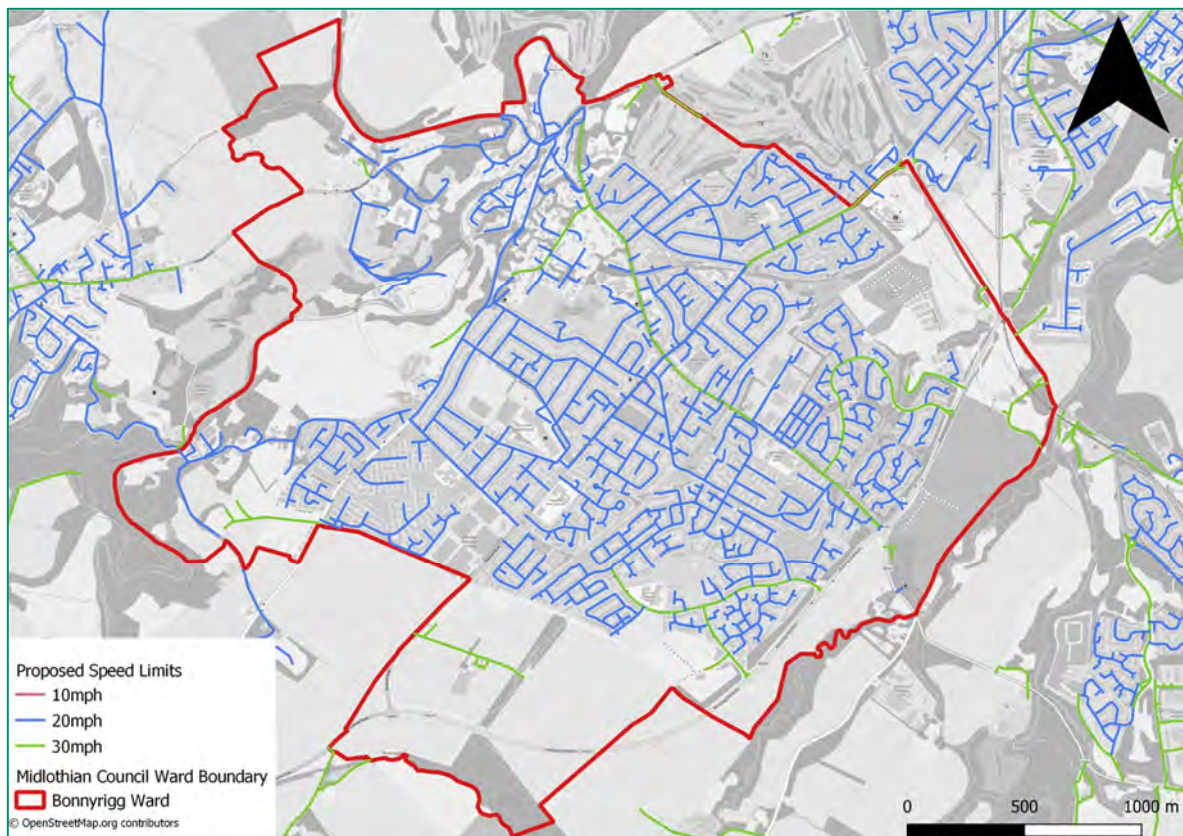 Proposed Speed Limits
10mph
20mph
30mph
Midlothian Council Ward Boundary
Bonnyrigg Ward
© OpenStreetMap.org contributors
0 500 1000 m